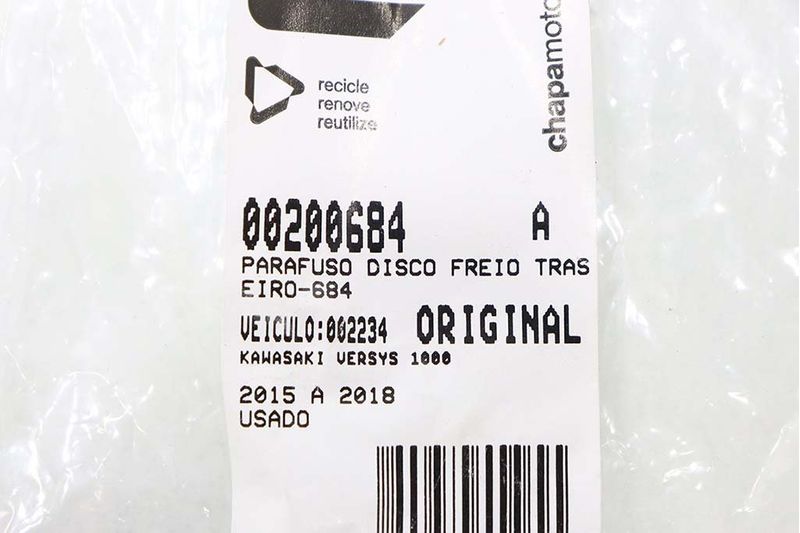 recicle
renove
reutilize
chapamoto
00200684 A
PARAFUSO DISCO FREIO TRAS
EIRO-684
VEICULO:002234 ORIGINAL
KAWASAKI VERSYS 1000
2015 A 2018
USADO